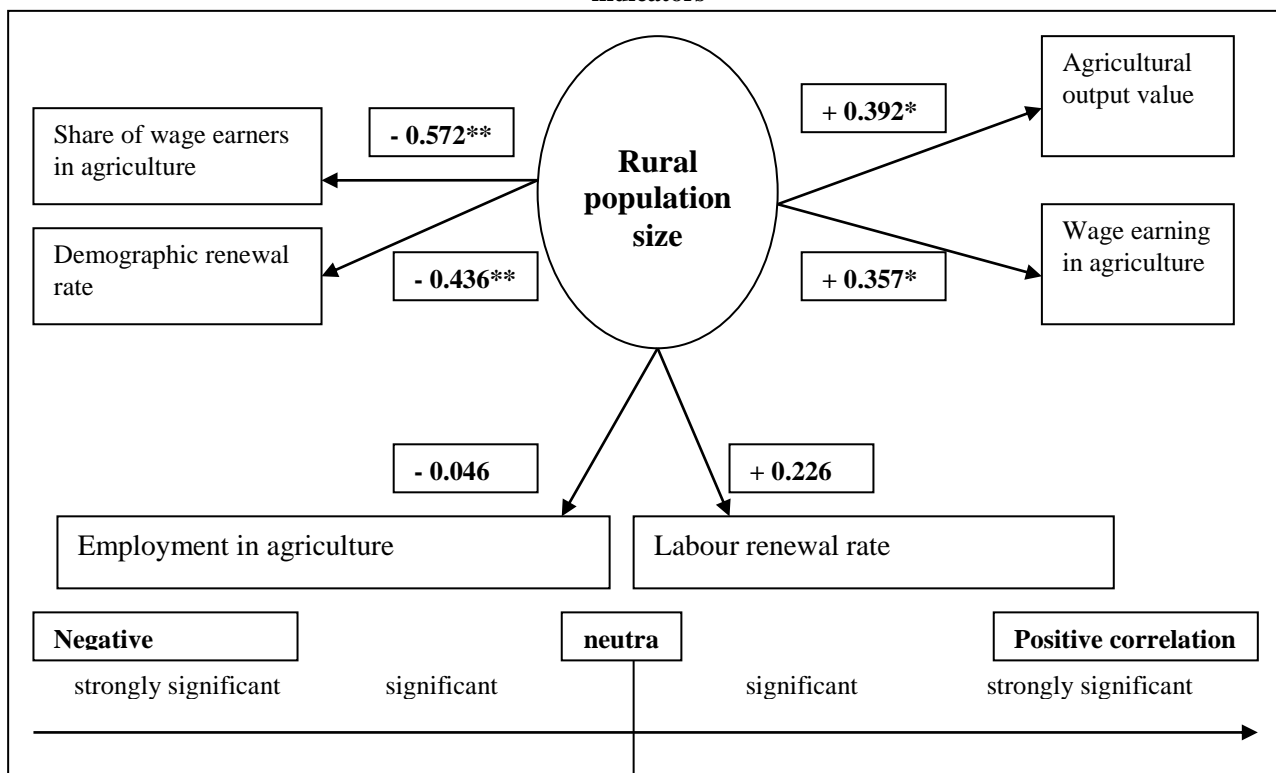 indicators
Share of wage earners
in agriculture
- 0.572**
Rural
population
size
+ 0.392*
Agricultural
output value
Demographic renewal
rate
- 0.436**
+ 0.357*
Wage earning
in agriculture
- 0.046
+ 0.226
Employment in agriculture
Labour renewal rate
Negative
neutra
Positive correlation
strongly significant
significant
significant
strongly significant